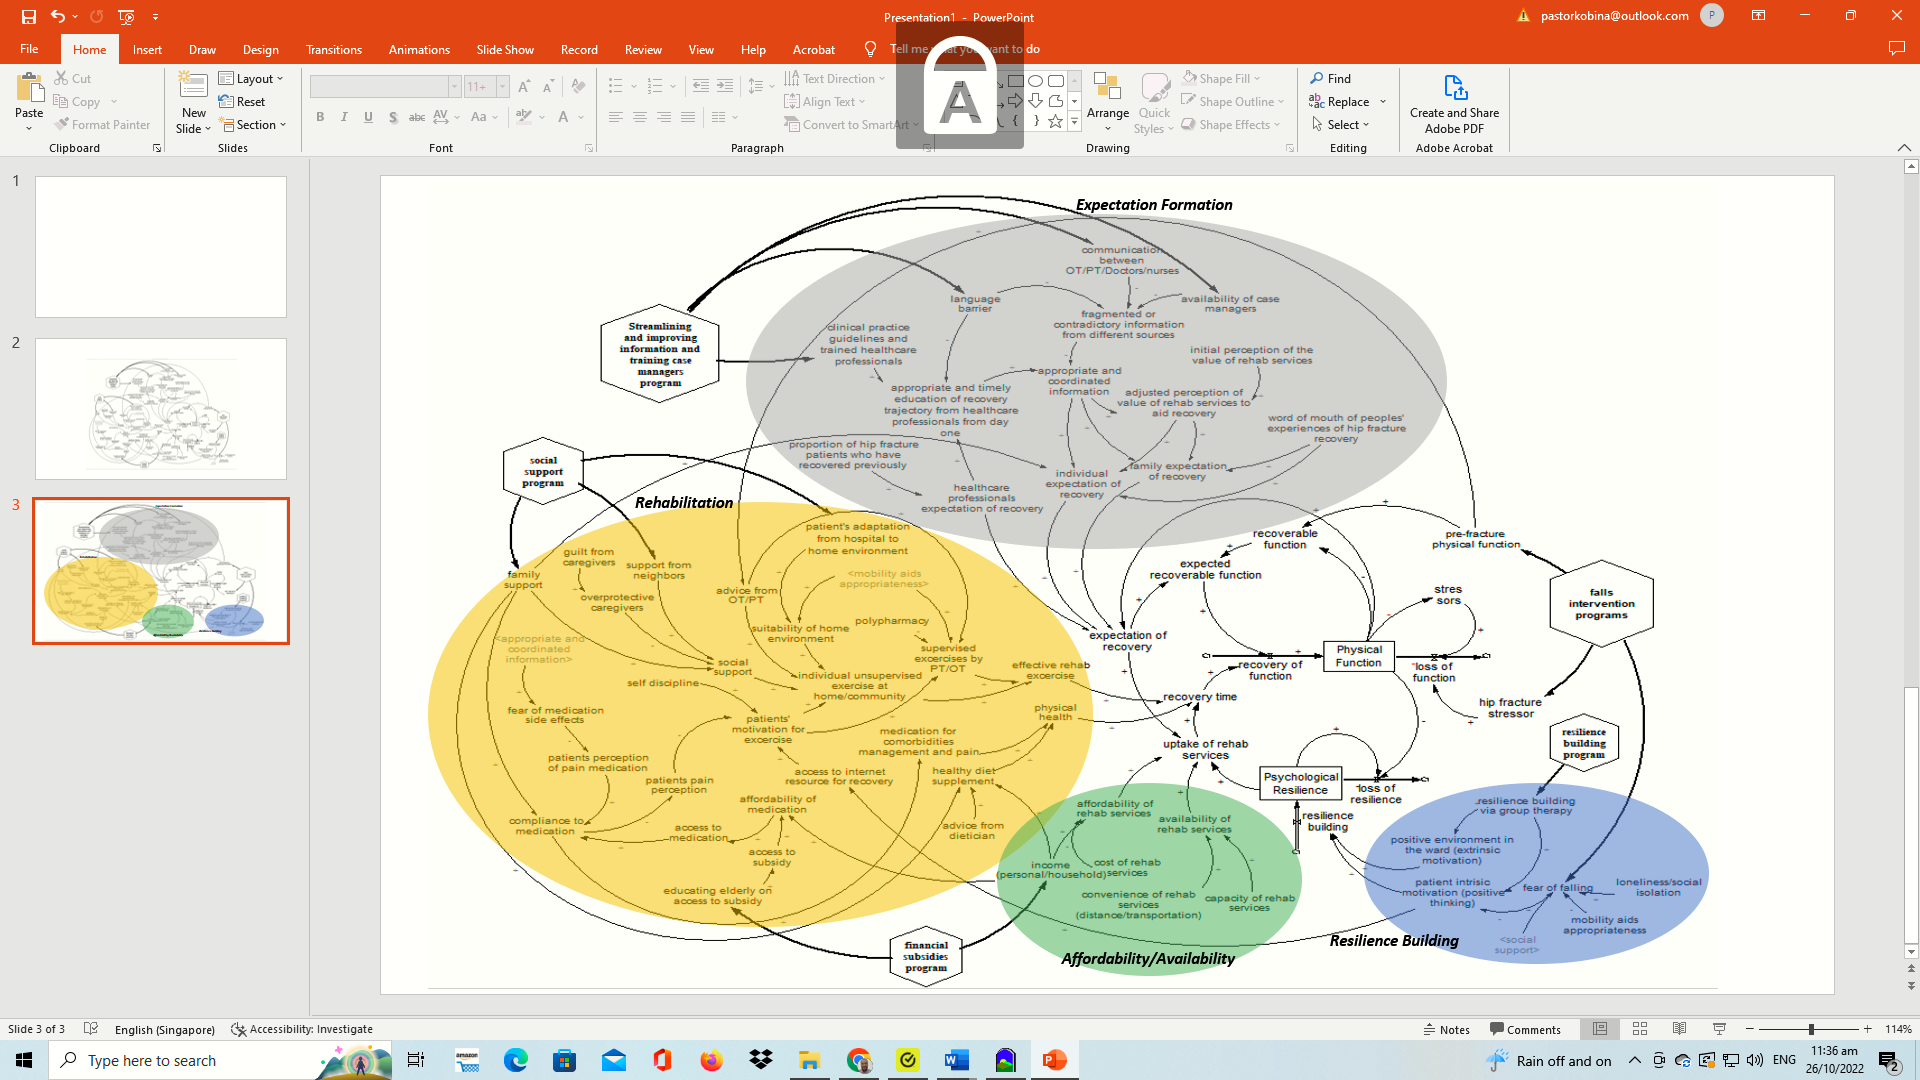 Presentation1 - PowerPoint
pastorkobina@outlook.com
P
File
Home
Insert
Draw
Design
Transitions
Animations
Slide Show
Record
Review
View
Help
Acrobat
Tell me what you want to do
A
Paste
Cut
Copy
Format Painter
Clipboard
New
Slide
Layout
Reset
Section
Slides
11+
Font
Text Direction
Align Text
Convert to SmartArt
Paragraph
Arrange
Quick
Styles
Shape Fill
Shape Outline
Shape Effects
Drawing
Find
Replace
Select
Editing
Create and Share
Adobe PDF
Adobe Acrobat
1
2
3
Expectation Formation
communication
between
OT/PT/Doctors/nurses
language
barrier
availability of case
managers
fragmented or
contradictory information
from different sources
Streamlining
and improving
information and
training case
managers
program
clinical practice
guidelines and
trained healthcare
professionals
initial perception of the
value of rehab services
appropriate and
coordinated
information
appropriate and timely
education of recovery
trajectory from healthcare
professionals from day
one
adjusted perception of
value of rehab services to
aid recovery
word of mouth of peoples'
experiences of hip fracture
recovery
proportion of hip fracture
patients who have
recovered previously
individual
expectation of
recovery
family expectation
of recovery
healthcare
professionals
expectation of recovery
social
support
program
Rehabilitation
patient's adaptation
from hospital to
home environment
guilt from
caregivers
support from
neighbors
family
support
overprotective
caregivers
advice from
OT/PT
<mobility aids
appropriateness>
suitability of home
environment
polypharmacy
<appropriate and
coordinated
information>
social
support
supervised
excercises by
PT/OT
effective rehab
excercise
self discipline
individual unsupervised
exercise at
home/community
fear of medication
side effects
patients'
motivation for
excercise
physical
health
medication for
comorbidities
management and pain
patients perception
of pain medication
patients pain
perception
access to internet
resource for recovery
healthy diet
supplement
affordability of
medication
compliance to
medication
access to
medication
advice from
dietician
access to
subsidy
educating elderly on
access to subsidy
financial
subsidies
program
recoverable
function
pre-fracture
physical function
expected
recoverable function
stres
sors
falls
intervention
programs
expectation of
recovery
Physical
Function
recovery of
function
loss of
function
recovery time
hip fracture
stressor
uptake of rehab
services
resilience
building
program
Psychological
Resilience
loss of
resilience
resilience
building
affordability of
rehab services
availability of
rehab services
income
(personal/household)
cost of rehab
services
convenience of rehab
services
(distance/transportation)
capacity of rehab
services
Affordability/Availability
resilience building
via group therapy
positive environment in
the ward (extrinsic
motivation)
patient intrisic
motivation (positive
thinking)
fear of falling
loneliness/social
isolation
mobility aids
appropriateness
<social
support>
Resilience Building
Slide 3 of 3
English (Singapore)
Accessibility: Investigate
Notes
Comments
114%
Type here to search
amazon
Rain off and on
ENG
11:36 am
26/10/2022
2